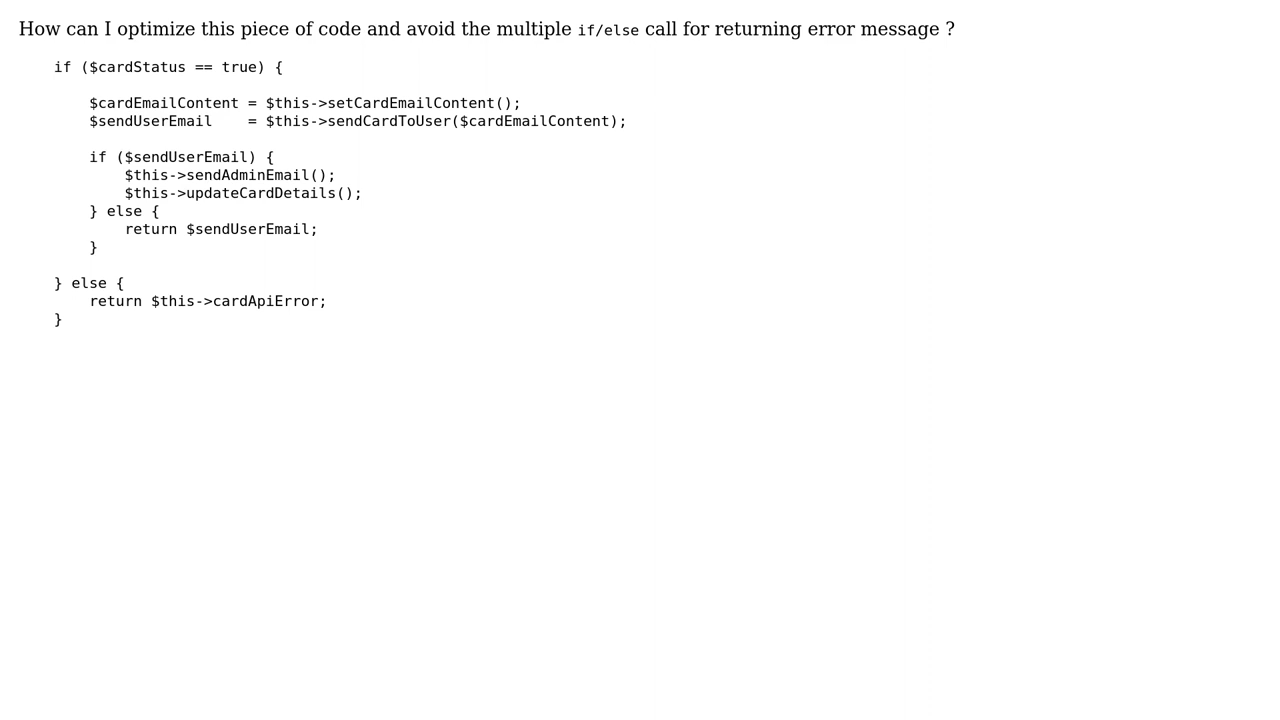 How can I optimize this piece of code and avoid the multiple if/else call for returning error message ?
if ($cardStatus == true) {
$cardEmailContent = $this->setCardEmailContent();
$sendUserEmail    = $this->sendCardToUser($cardEmailContent);
if ($sendUserEmail) {
$this->sendAdminEmail();
$this->updateCardDetails();
} else {
return $sendUserEmail;
}
} else {
return $this->cardApiError;
}